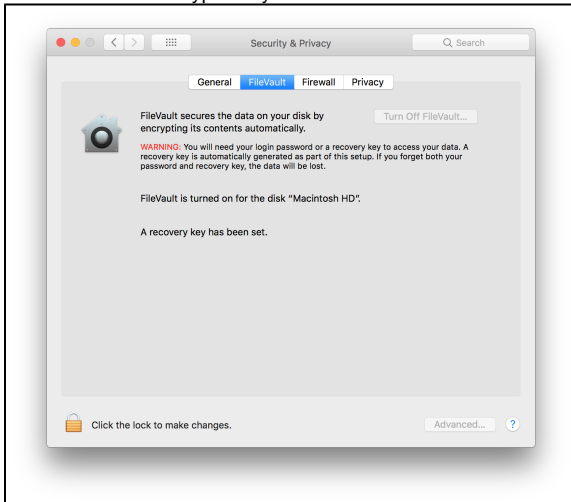 Security & Privacy
Search
General FileVault Firewall Privacy
FileVault secures the data on your disk by
encrypting its contents automatically.
Turn Off FileVault...
WARNING: You will need your login password or a recovery key to access your data. A
recovery key is automatically generated as part of this setup. If you forget both your
password and recovery key, the data will be lost.
FileVault is turned on for the disk “Macintosh HD”.
A recovery key has been set.
Click the lock to make changes.
Advanced...
?